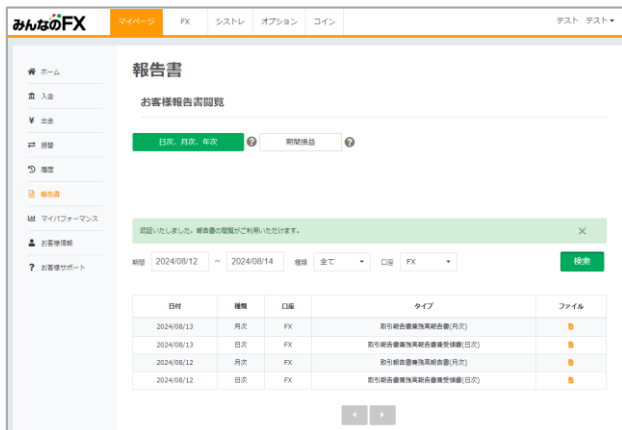 みんなのFX
マイページ FX シストレ オプション コイン テスト テスト
ホーム
入金
出金
振替
履歴
報告書
マイパフォーマンス
お客様情報
お客様サポート
報告書
お客様報告書閲覧
日次、月次、年次 ? 期間損益 ?
認証いたしました。報告書の閲覧がご利用いただけます。 ×
期間 2024/08/12 ~ 2024/08/14 種類 全て 口座 FX 検索
日付 種類 口座 タイプ ファイル
2024/08/13 月次 FX 取引報告書兼残高報告書(月次)
2024/08/13 日次 FX 取引報告書兼残高報告書兼受領書(日次)
2024/08/12 月次 FX 取引報告書兼残高報告書(月次)
2024/08/12 日次 FX 取引報告書兼残高報告書兼受領書(日次)